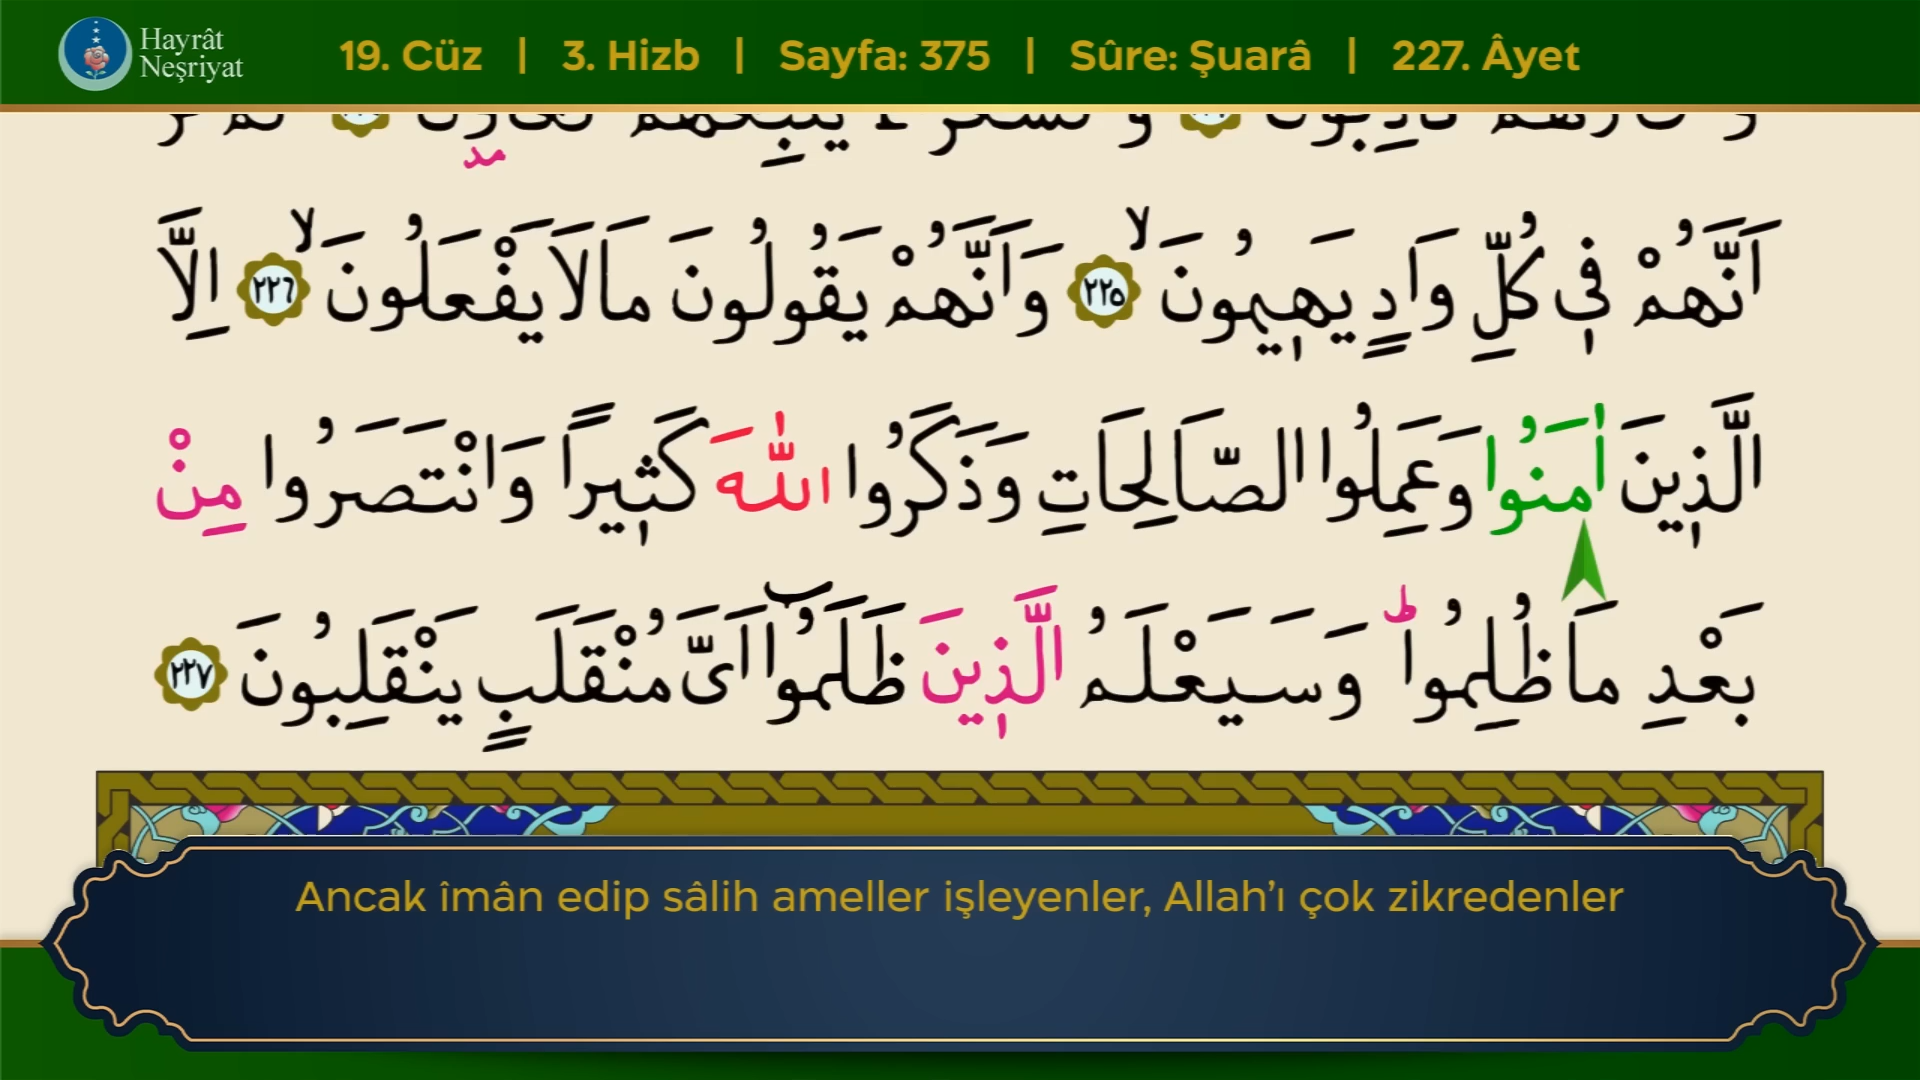 Hayrât
Neşriyat
19. Cüz | 3. Hizb | Sayfa: 375 | Sûre: Şuarâ | 227. Âyet
اَنَّهُمْ ف۪ي كُلِّ وَادٍ يَه۪يمُونَۙ ٢٢٥ وَاَنَّهُمْ يَقُولُونَ مَالَا يَفْعَلُونَۙ ٢٢٦ اِلَّا
الَّذ۪ينَ اٰمَنُوا وَعَمِلُوا الصَّالِحَاتِ وَذَكَرُوا اللّٰهَ كَث۪يرًا وَانْتَصَرُوا مِنْ
بَعْدِ مَا ظُلِمُواؕ وَسَيَعْلَمُ الَّذ۪ينَ ظَلَمُوا اَىَّ مُنْقَلَبٍ يَنْقَلِبُونَ ٢٢٧
Ancak îmân edip sâlih ameller işleyenler, Allah’ı çok zikredenler